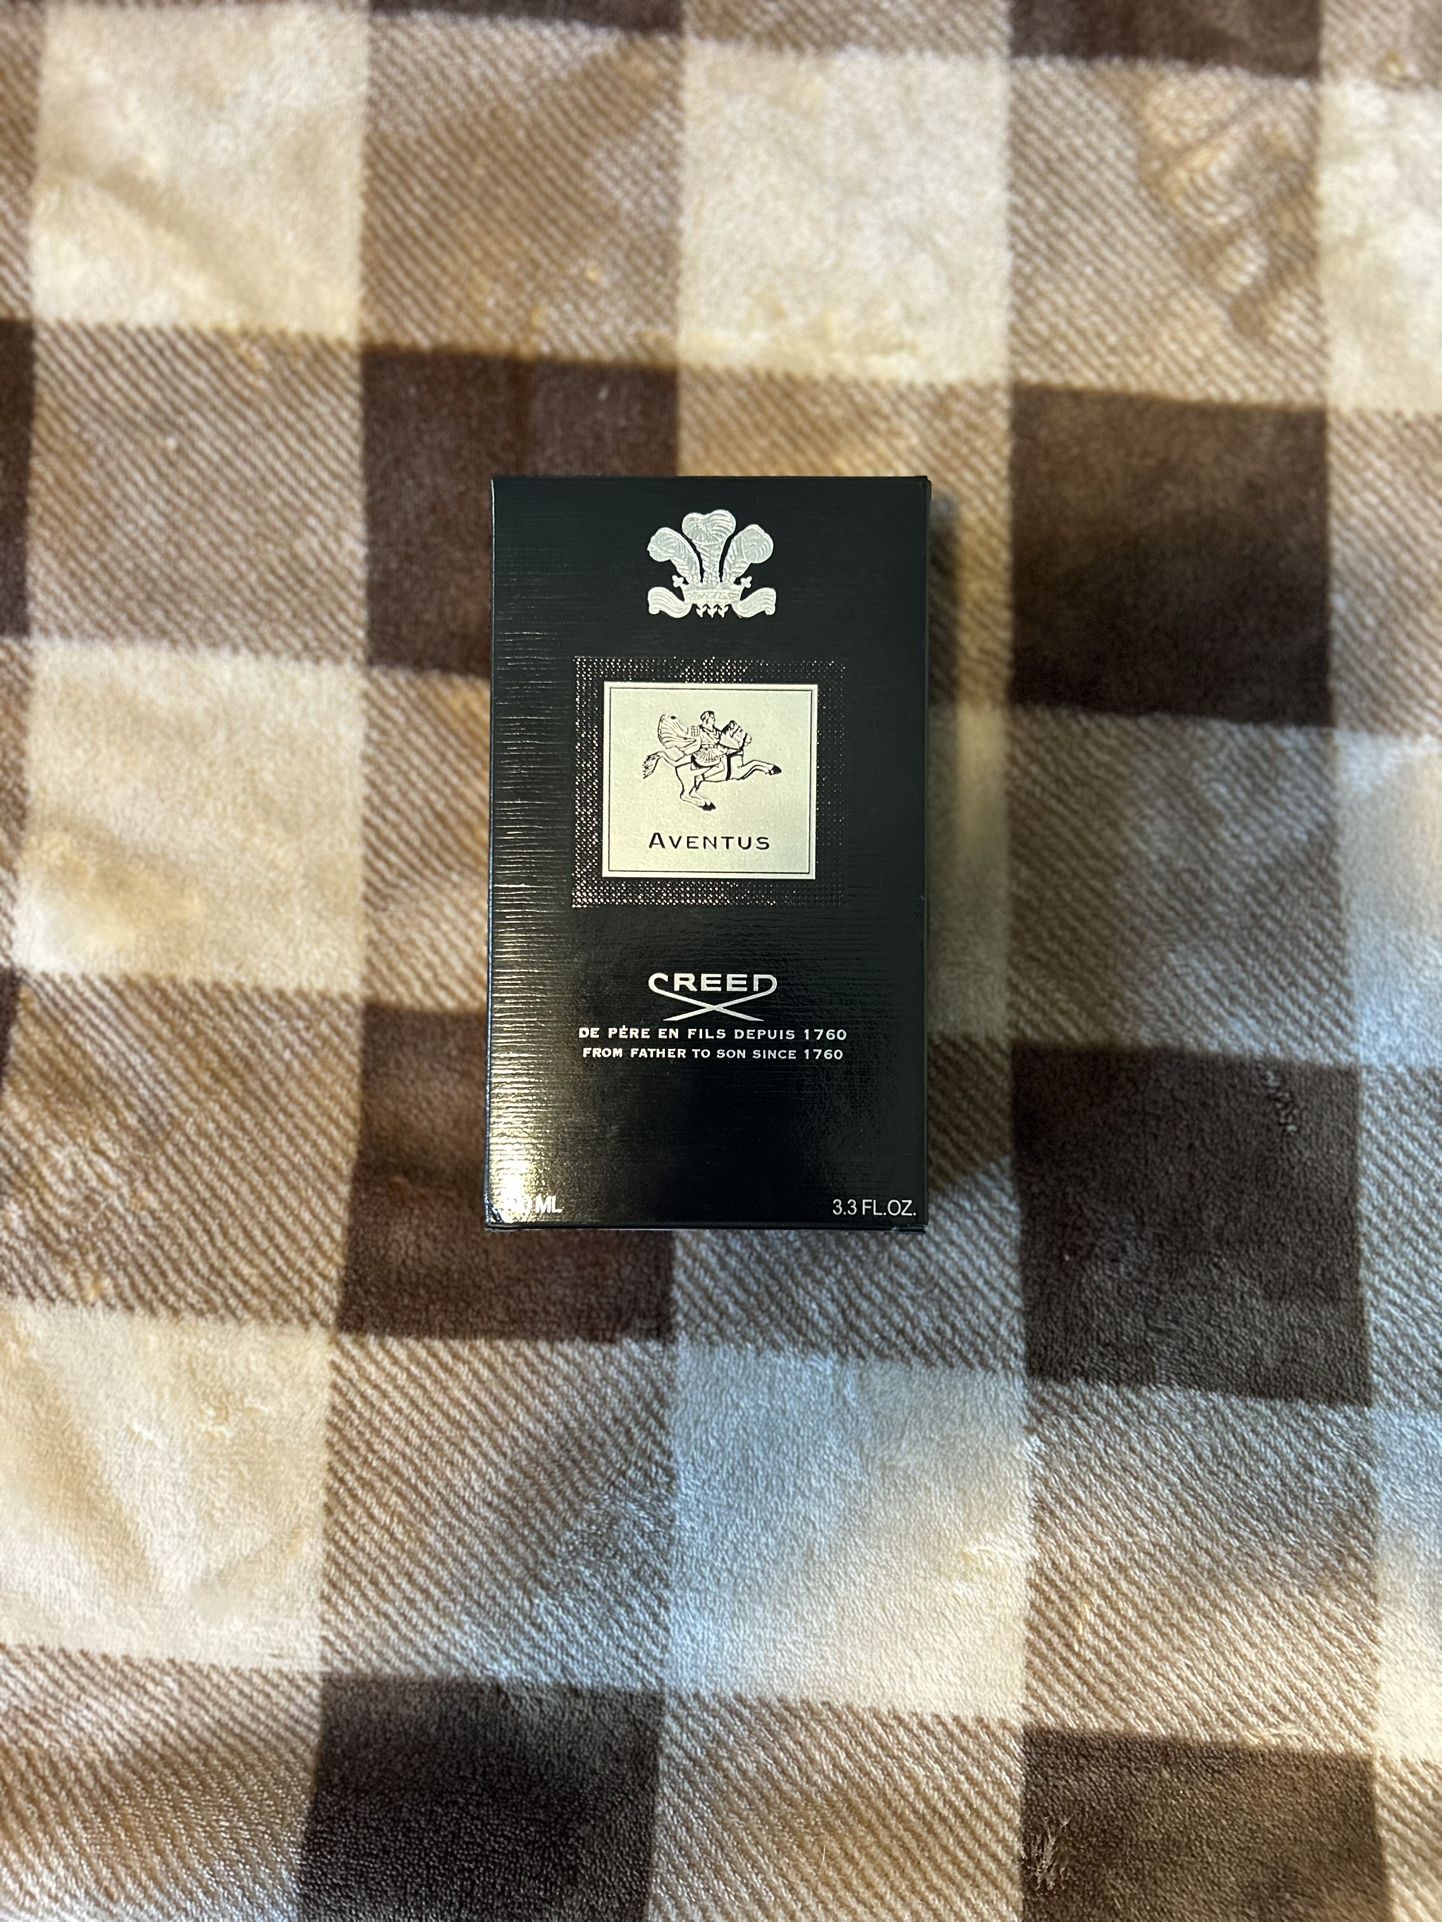 AVENTUS
CREED
DE PÈRE EN FILS DEPUIS 1760
FROM FATHER TO SON SINCE 1760
ML
3.3 FL.OZ.